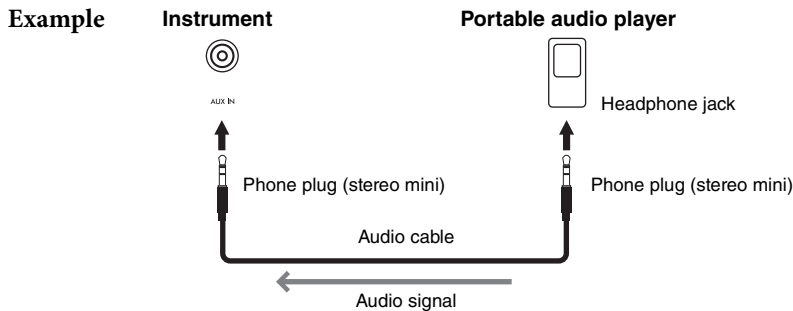 Example
Instrument
Portable audio player
AUX IN
Headphone jack
Phone plug (stereo mini)
Phone plug (stereo mini)
Audio cable
Audio signal